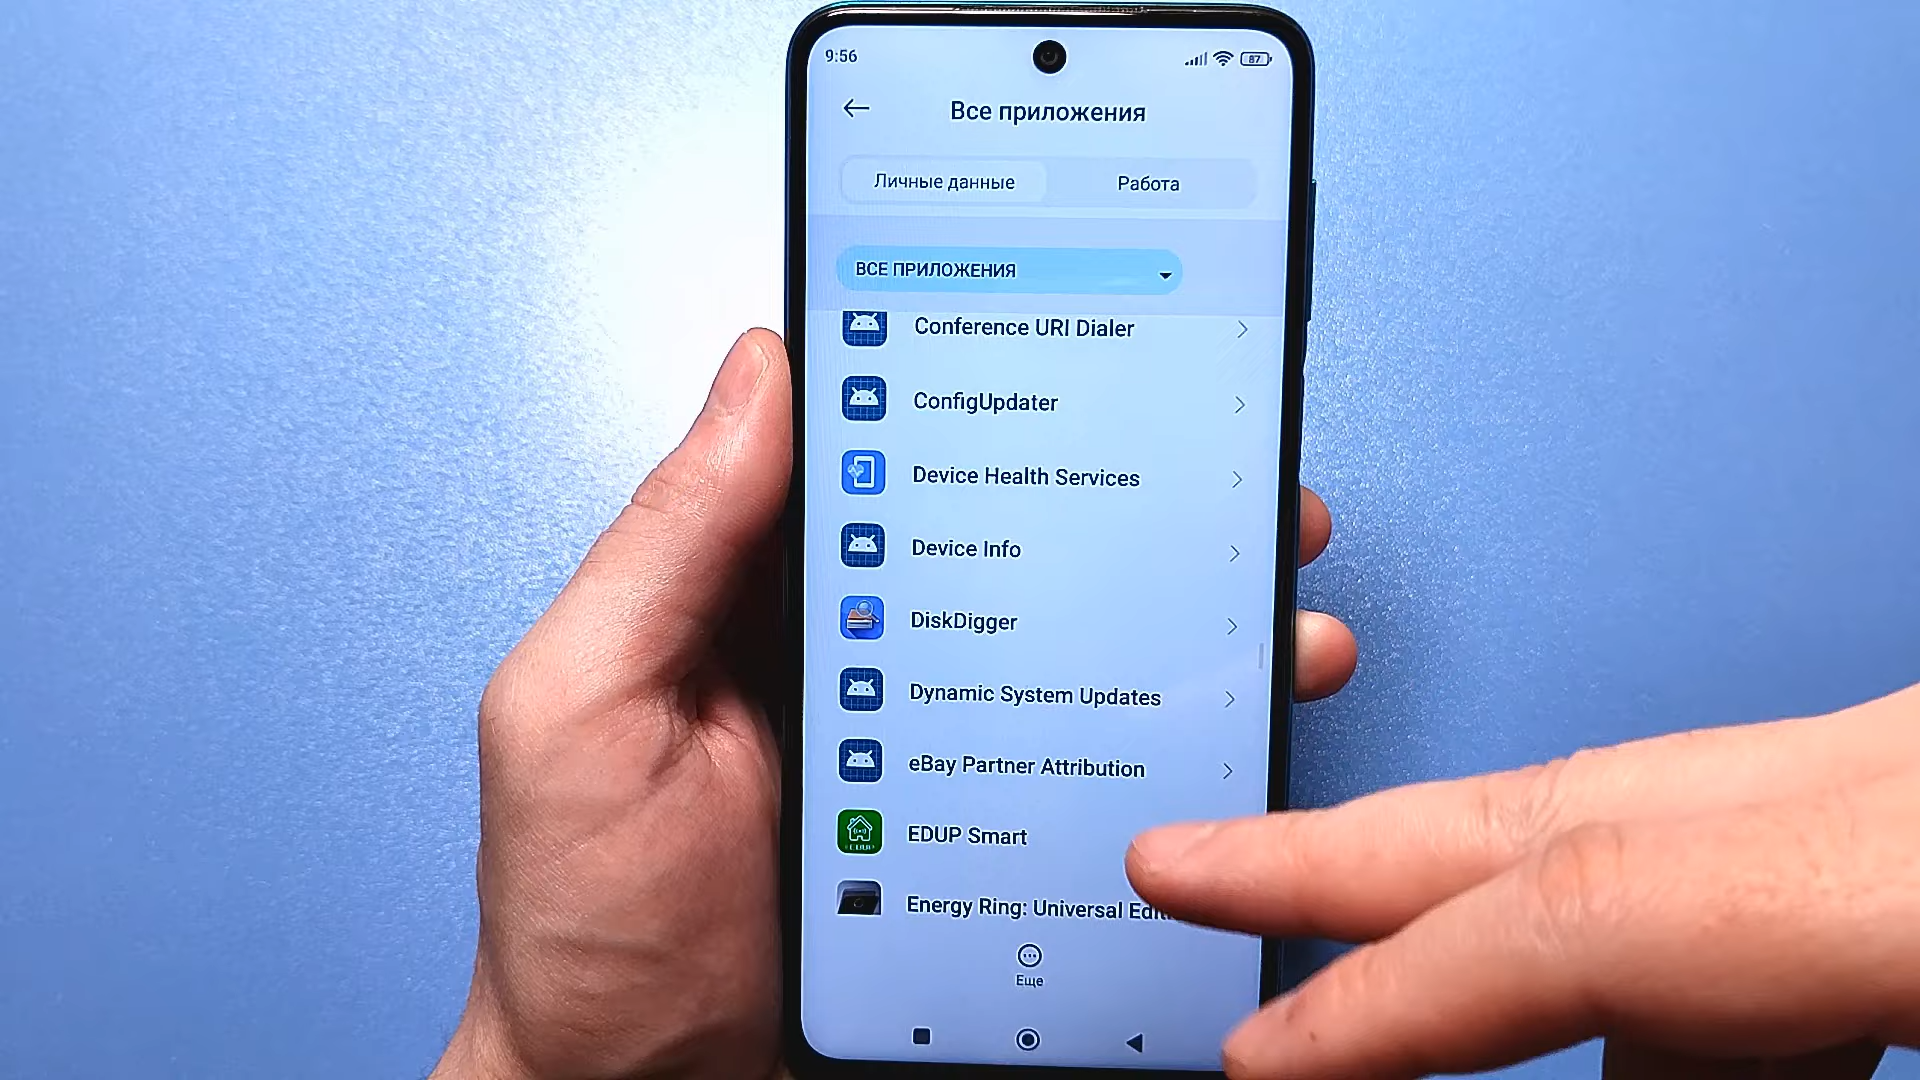 9:56
87
Все приложения
Личные данные
Работа
ВСЕ ПРИЛОЖЕНИЯ
Conference URI Dialer
ConfigUpdater
Device Health Services
Device Info
DiskDigger
Dynamic System Updates
eBay Partner Attribution
EDUP Smart
EDUP
Energy Ring: Universal
Еще